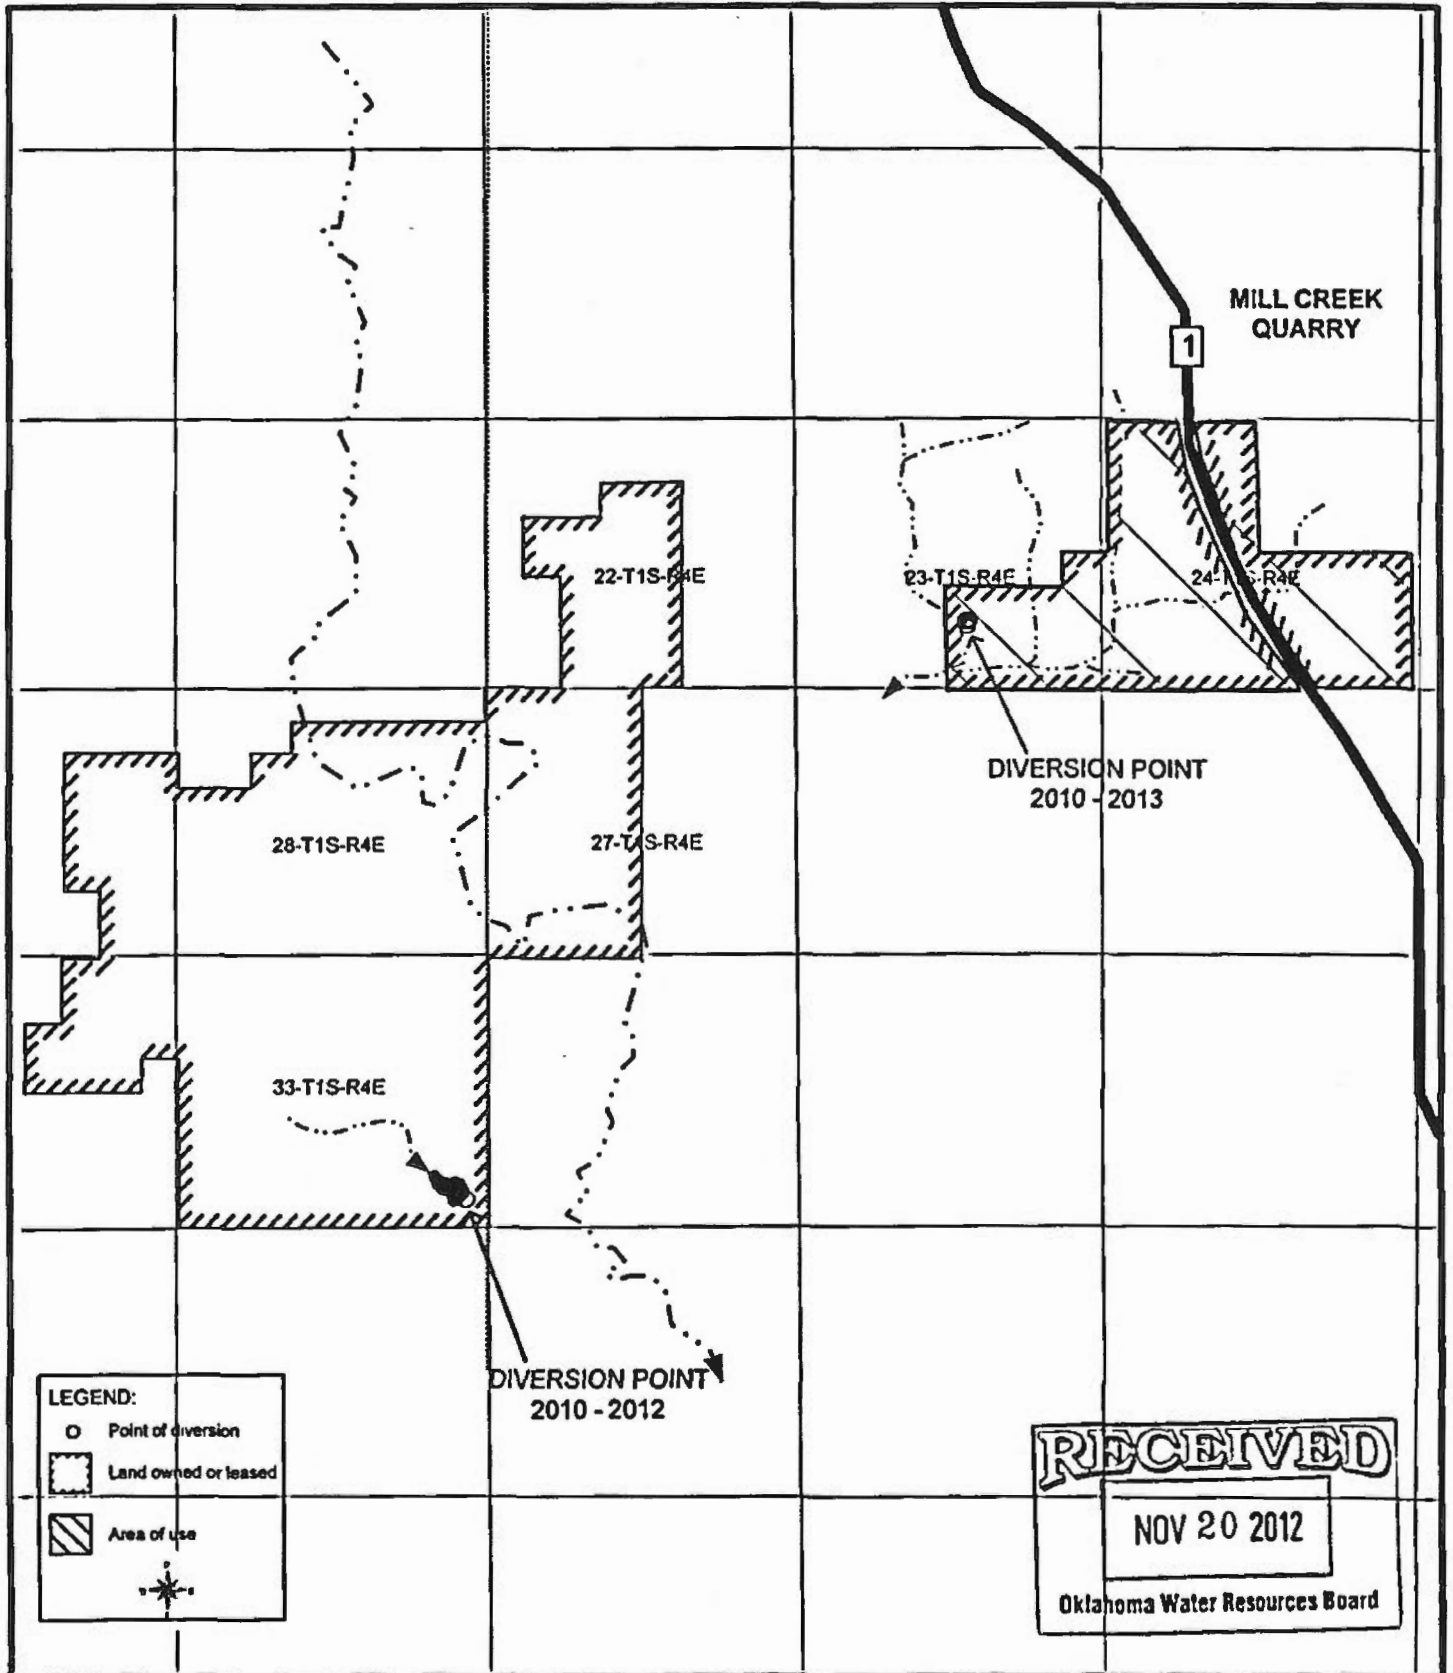 MILL CREEK
QUARRY
1
22-T1S-R4E
23-T1S-R4E
24-T1S-R4E
DIVERSION POINT
2010 - 2013
28-T1S-R4E
27-T1S-R4E
33-T1S-R4E
DIVERSION POINT
2010 - 2012
LEGEND:
Point of diversion
Land owned or leased
Area of use
RECEIVED
NOV 20 2012
Oklahoma Water Resources Board